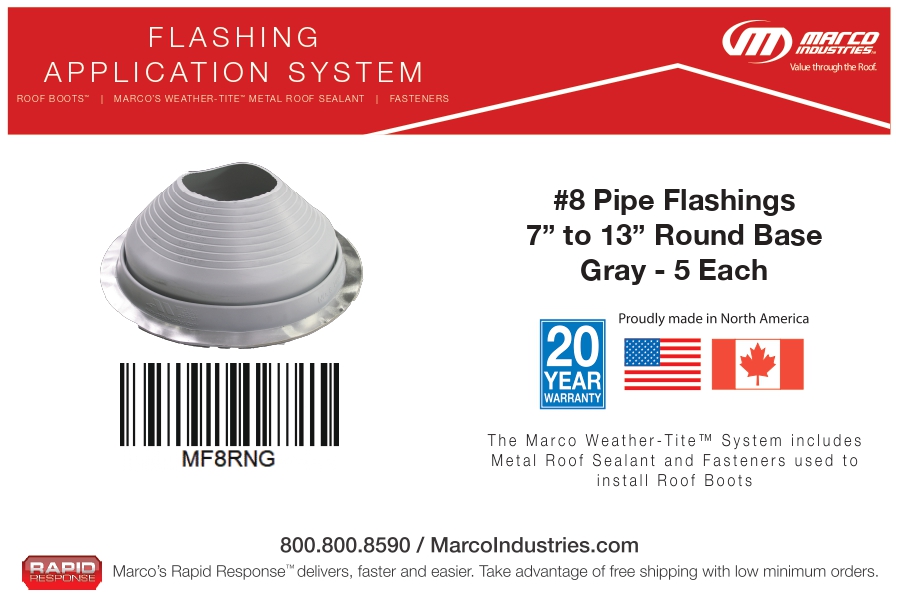 FLASHING
APPLICATION SYSTEM
ROOF BOOTS™ | MARCO'S WEATHER-TITE™ METAL ROOF SEALANT | FASTENERS
MARCO
INDUSTRIES™
Value through the Roof.
#8 Pipe Flashings
7” to 13” Round Base
Gray - 5 Each
Proudly made in North America
20
YEAR
WARRANTY
MF8RNG
The Marco Weather-Tite™ System includes
Metal Roof Sealant and Fasteners used to
install Roof Boots
800.800.8590 / MarcoIndustries.com
RAPID
RESPONSE
Marco’s Rapid Response™ delivers, faster and easier. Take advantage of free shipping with low minimum orders.